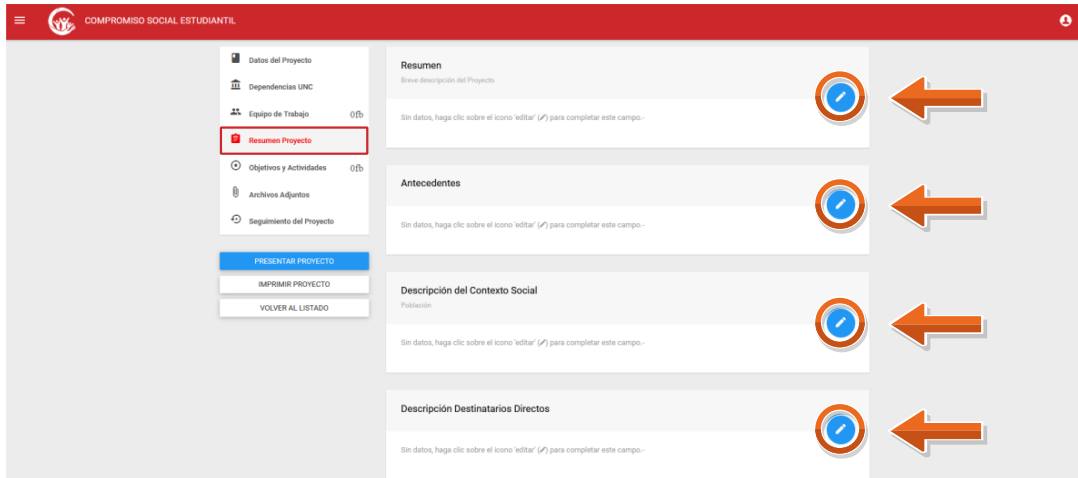 COMPROMISO SOCIAL ESTUDIANTIL
Datos del Proyecto
Dependencias UNC
Equipo de Trabajo 0fb
Resumen Proyecto
Objetivos y Actividades 0fb
Archivos Adjuntos
Seguimiento del Proyecto
PRESENTAR PROYECTO
IMPRIMIR PROYECTO
VOLVER AL LISTADO
Resumen
Breve descripción del Proyecto
Sin datos, haga clic sobre el icono 'editar' () para completar este campo.-
Antecedentes
Sin datos, haga clic sobre el icono 'editar' () para completar este campo.-
Descripción del Contexto Social
Población
Sin datos, haga clic sobre el icono 'editar' () para completar este campo.-
Descripción Destinatarios Directos
Sin datos, haga clic sobre el icono 'editar' () para completar este campo.-